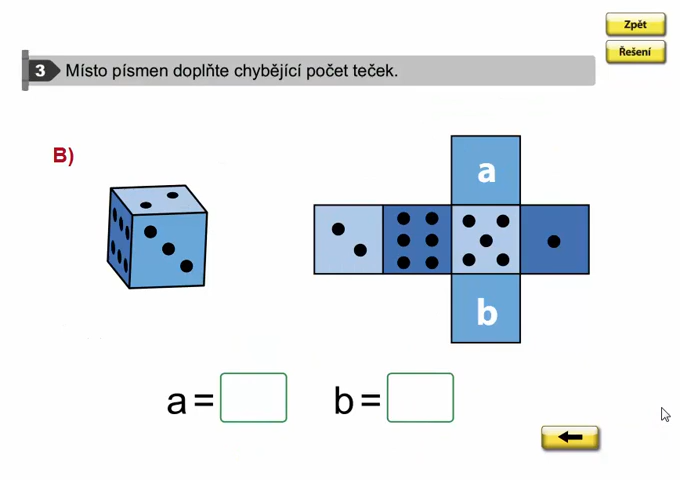 Zpět
Řešení
3 Místo písmen doplňte chybějící počet teček.
B)
a
b
a = b =